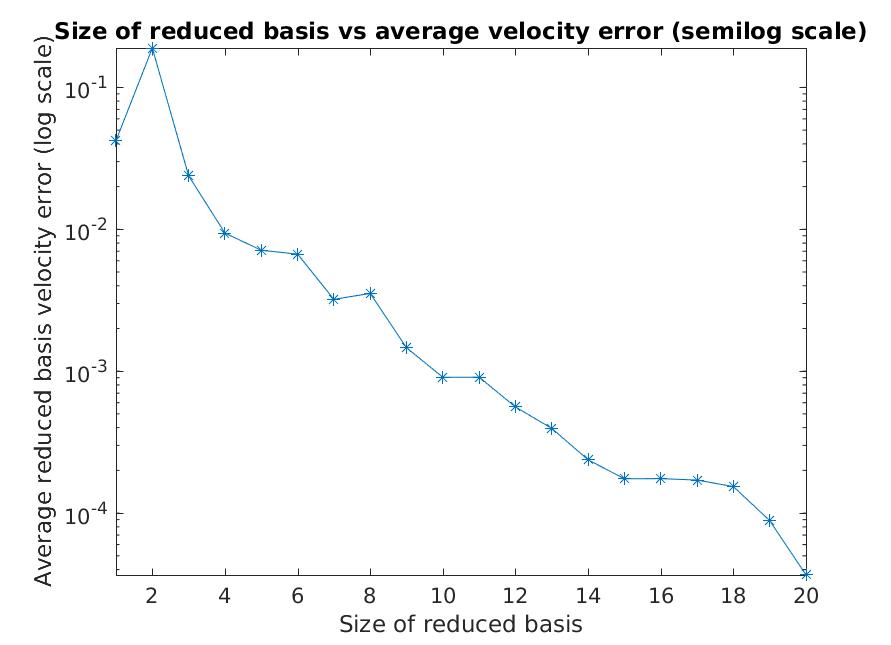 Size of reduced basis vs average velocity error (semilog scale)
Average reduced basis velocity error (log scale)
10^-1
10^-2
10^-3
10^-4
2 4 6 8 10 12 14 16 18 20
Size of reduced basis